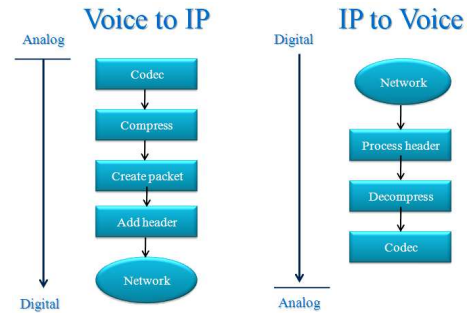 Voice to IP
Analog
Codec
Compress
Create packet
Add header
Network
Digital
IP to Voice
Digital
Network
Process header
Decompress
Codec
Analog